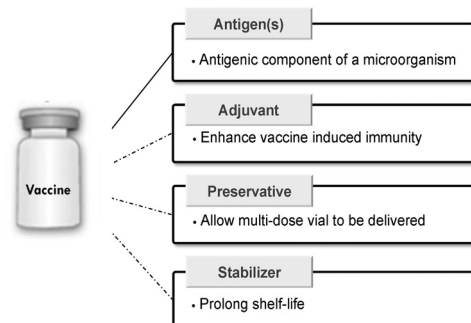 Antigen(s)
• Antigenic component of a microorganism
Adjuvant
• Enhance vaccine induced immunity
Vaccine
Preservative
• Allow multi-dose vial to be delivered
Stabilizer
• Prolong shelf-life